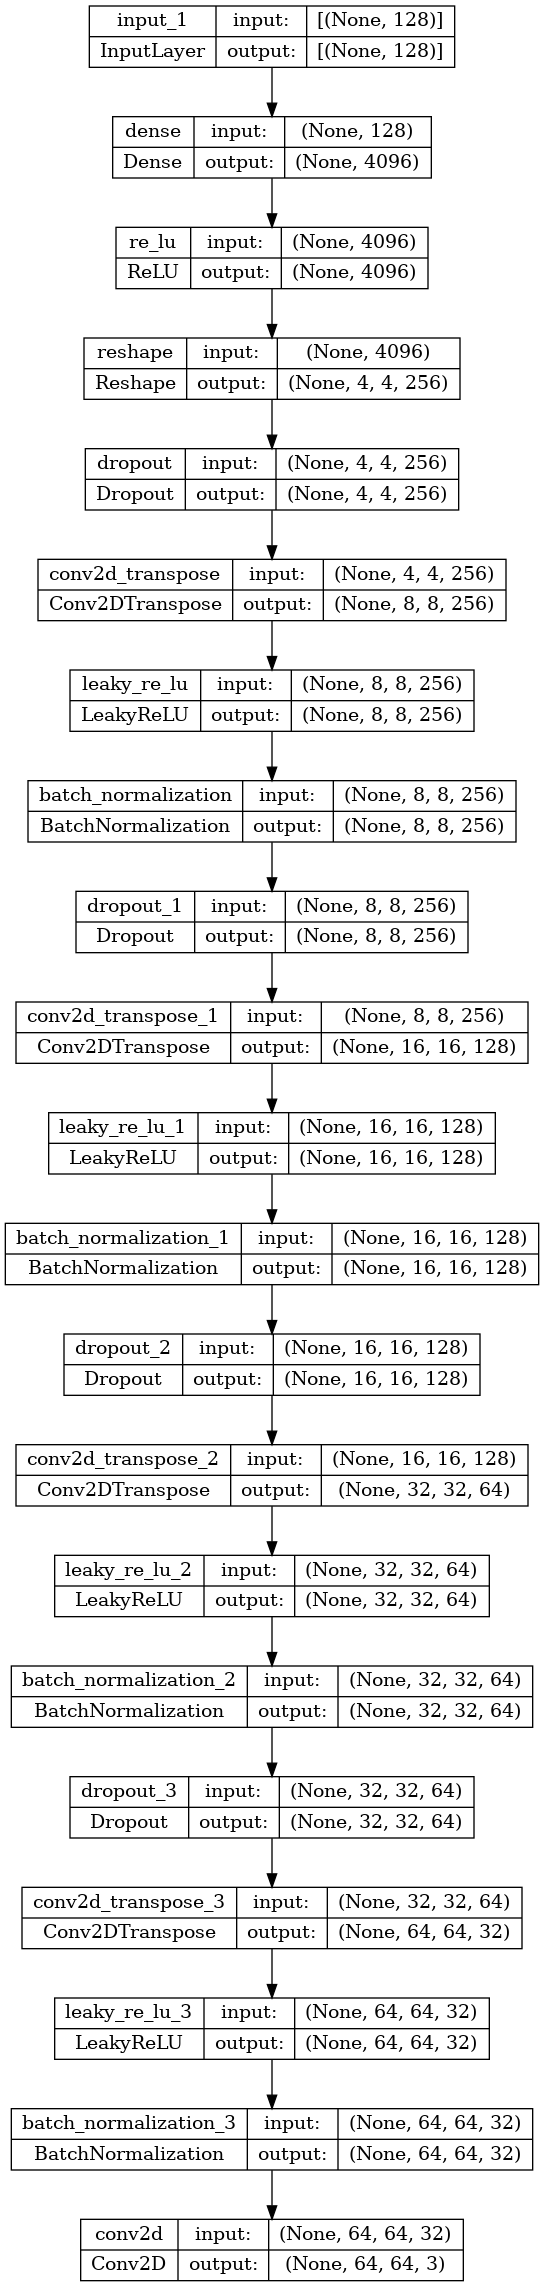 input_1 input: [(None, 128)]
InputLayer output: [(None, 128)]
dense input: (None, 128)
Dense output: (None, 4096)
re_lu input: (None, 4096)
ReLU output: (None, 4096)
reshape input: (None, 4096)
Reshape output: (None, 4, 4, 256)
dropout input: (None, 4, 4, 256)
Dropout output: (None, 4, 4, 256)
conv2d_transpose input: (None, 4, 4, 256)
Conv2DTranspose output: (None, 8, 8, 256)
leaky_re_lu input: (None, 8, 8, 256)
LeakyReLU output: (None, 8, 8, 256)
batch_normalization input: (None, 8, 8, 256)
BatchNormalization output: (None, 8, 8, 256)
dropout_1 input: (None, 8, 8, 256)
Dropout output: (None, 8, 8, 256)
conv2d_transpose_1 input: (None, 8, 8, 256)
Conv2DTranspose output: (None, 16, 16, 128)
leaky_re_lu_1 input: (None, 16, 16, 128)
LeakyReLU output: (None, 16, 16, 128)
batch_normalization_1 input: (None, 16, 16, 128)
BatchNormalization output: (None, 16, 16, 128)
dropout_2 input: (None, 16, 16, 128)
Dropout output: (None, 16, 16, 128)
conv2d_transpose_2 input: (None, 16, 16, 128)
Conv2DTranspose output: (None, 32, 32, 64)
leaky_re_lu_2 input: (None, 32, 32, 64)
LeakyReLU output: (None, 32, 32, 64)
batch_normalization_2 input: (None, 32, 32, 64)
BatchNormalization output: (None, 32, 32, 64)
dropout_3 input: (None, 32, 32, 64)
Dropout output: (None, 32, 32, 64)
conv2d_transpose_3 input: (None, 32, 32, 64)
Conv2DTranspose output: (None, 64, 64, 32)
leaky_re_lu_3 input: (None, 64, 64, 32)
LeakyReLU output: (None, 64, 64, 32)
batch_normalization_3 input: (None, 64, 64, 32)
BatchNormalization output: (None, 64, 64, 32)
conv2d input: (None, 64, 64, 32)
Conv2D output: (None, 64, 64, 3)